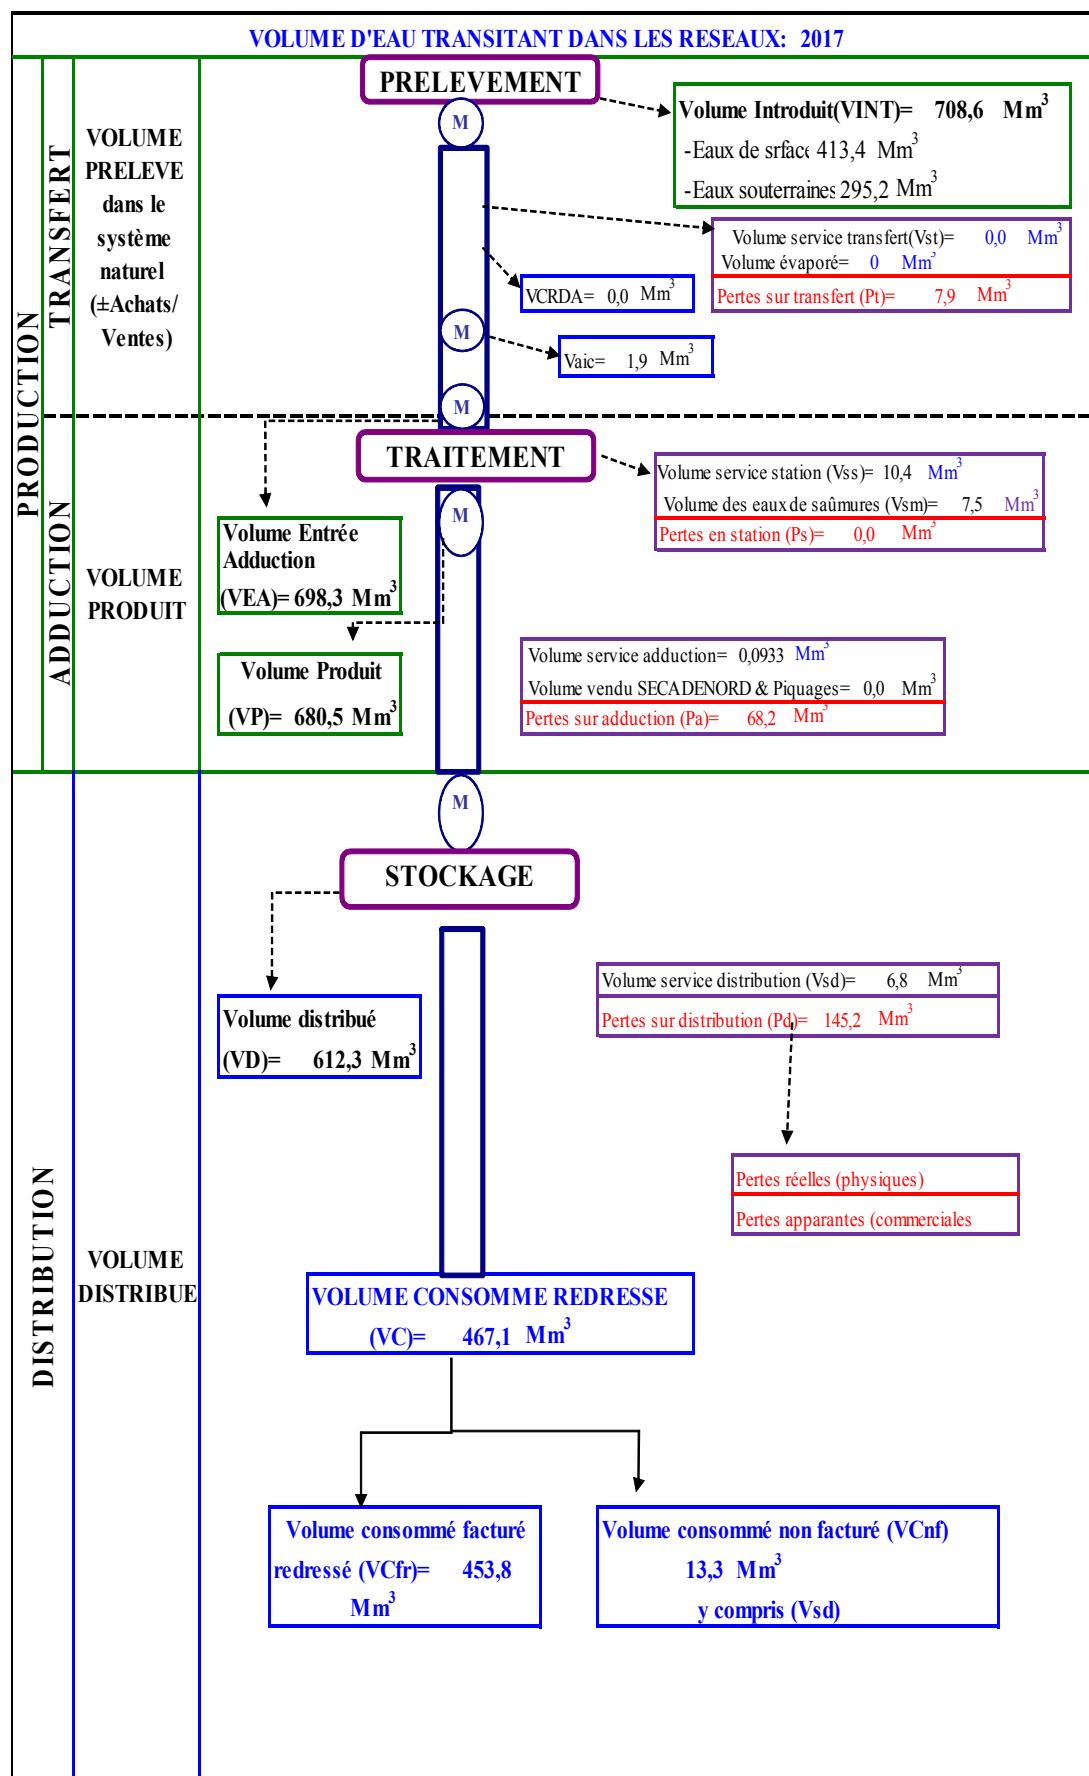 VOLUME D'EAU TRANSITANT DANS LES RESEAUX: 2017
PRODUCTION
TRANSFERT
VOLUME
PRELEVE
dans le
système
naturel
(±Achats/
Ventes)
PRELEVEMENT
M
Volume Introduit(VINT)= 708,6 Mm³
-Eaux de srface 413,4 Mm³
-Eaux souterraines 295,2 Mm³
Volume service transfert(Vst)= 0,0 Mm³
Volume évaporé= 0 Mm³
Pertes sur transfert (Pt)= 7,9 Mm³
VCRDA= 0,0 Mm³
M
Vaic= 1,9 Mm³
M
ADDUCTION
VOLUME
PRODUIT
TRAITEMENT
Volume service station (Vss)= 10,4 Mm³
Volume des eaux de saûmures (Vsm)= 7,5 Mm³
Pertes en station (Ps)= 0,0 Mm³
M
Volume Entrée
Adduction
(VEA)= 698,3 Mm³
Volume Produit
(VP)= 680,5 Mm³
Volume service adduction= 0,0933 Mm³
Volume vendu SECADENORD & Piquages= 0,0 Mm³
Pertes sur adduction (Pa)= 68,2 Mm³
M
DISTRIBUTION
VOLUME
DISTRIBUE
STOCKAGE
Volume distribué
(VD)= 612,3 Mm³
Volume service distribution (Vsd)= 6,8 Mm³
Pertes sur distribution (Pd)= 145,2 Mm³
Pertes réelles (physiques)
Pertes apparantes (commerciales
VOLUME CONSOMME REDRESSE
(VC)= 467,1 Mm³
Volume consommé facturé
redressé (VCfr)= 453,8
Mm³
Volume consommé non facturé (VCnf)
13,3 Mm³
y compris (Vsd)